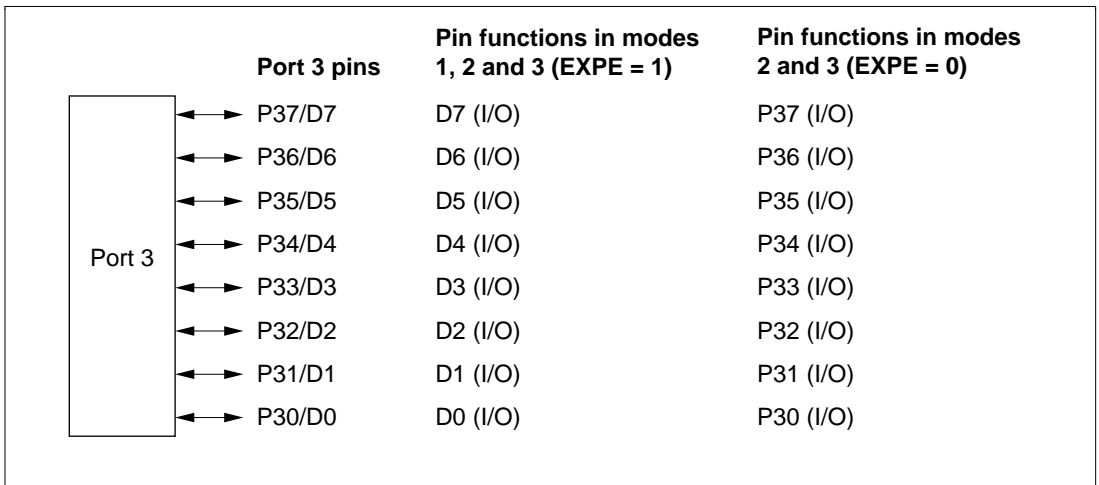 Port 3 pins Pin functions in modes 1, 2 and 3 (EXPE = 1) Pin functions in modes 2 and 3 (EXPE = 0)
P37/D7 D7 (I/O) P37 (I/O)
P36/D6 D6 (I/O) P36 (I/O)
P35/D5 D5 (I/O) P35 (I/O)
P34/D4 D4 (I/O) P34 (I/O)
Port 3
P33/D3 D3 (I/O) P33 (I/O)
P32/D2 D2 (I/O) P32 (I/O)
P31/D1 D1 (I/O) P31 (I/O)
P30/D0 D0 (I/O) P30 (I/O)